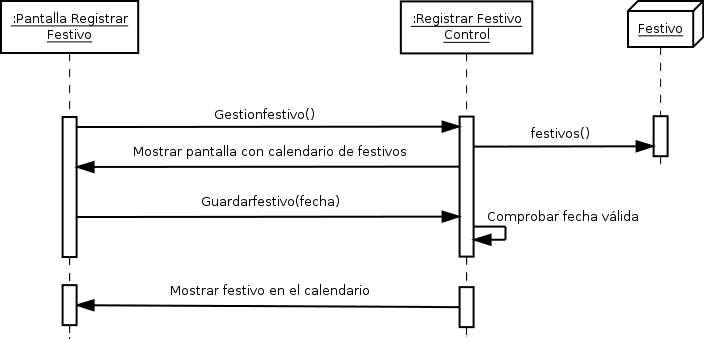 :Pantalla Registrar
Festivo
:Registrar Festivo
Control
Festivo
Gestionfestivo()
festivos()
Mostrar pantalla con calendario de festivos
Guardarfestivo(fecha)
Comprobar fecha válida
Mostrar festivo en el calendario